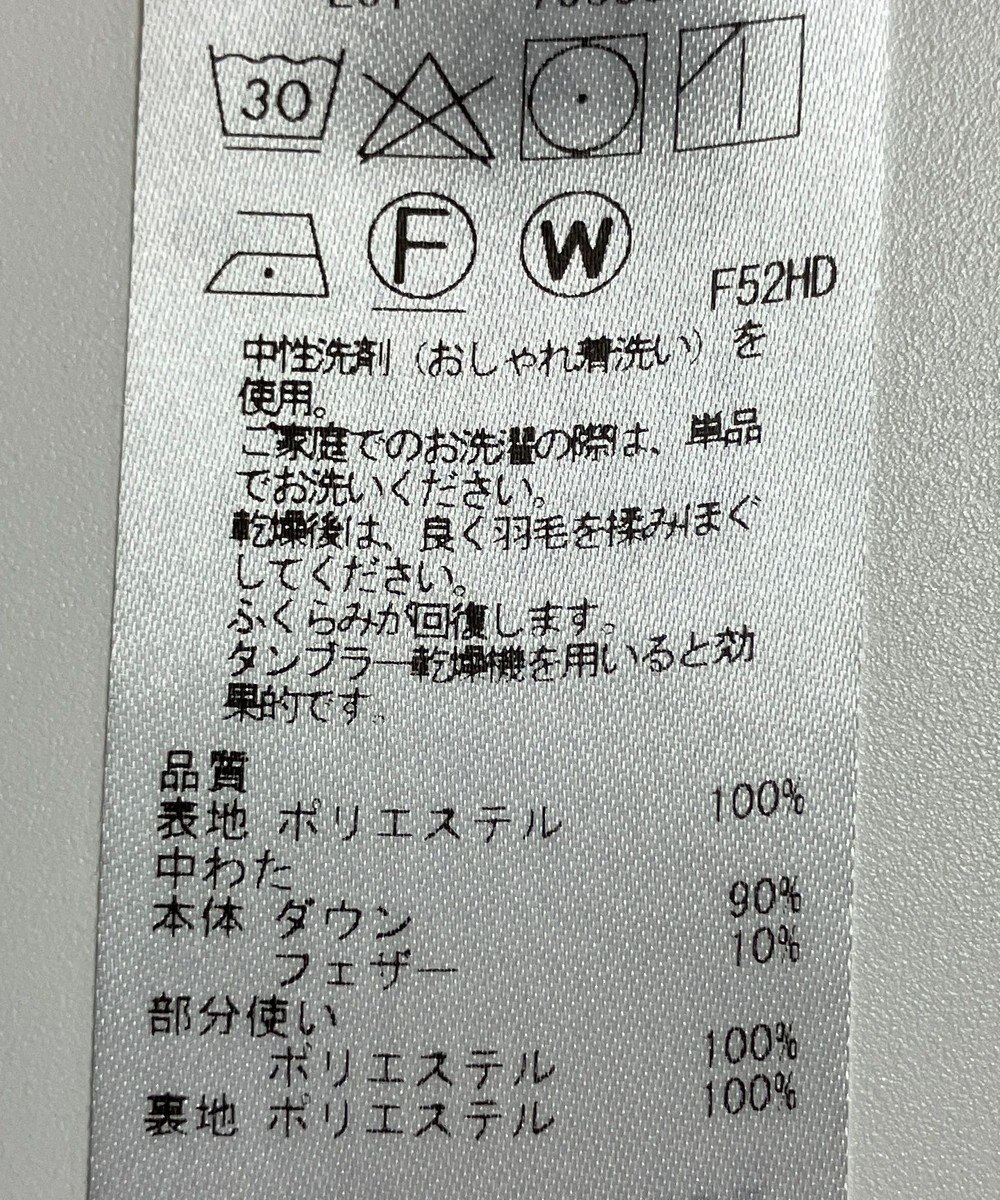 30
F W
F52HD
中性洗剤（おしゃれ着洗い）を
使用。
ご家庭でのお洗濯の際は、単品
でお洗いください。
乾燥後は、良く羽毛を揉みほぐ
してください。
ふくらみが回復します。
タンブラー乾燥機を用いると効
果的です。
品質
表地 ポリエステル 100%
中わた
本体 ダウン 90%
フェザー 10%
部分使い
ポリエステル 100%
裏地 ポリエステル 100%